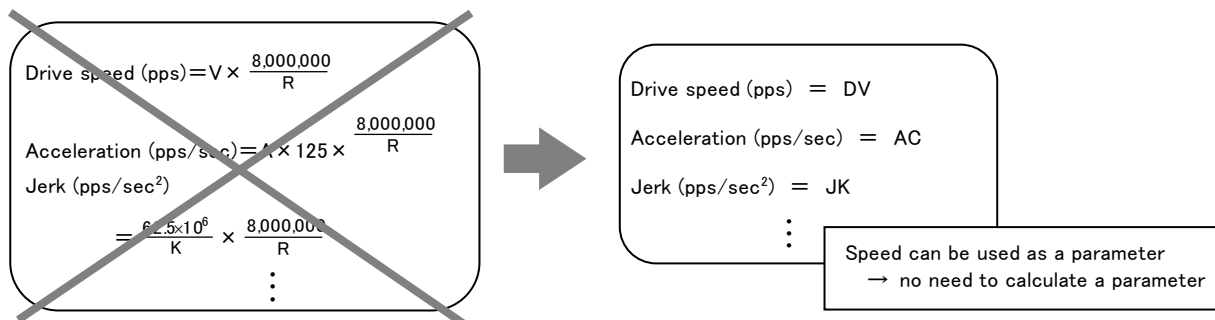 Drive speed (pps)=V× 8,000,000
R
Acceleration (pps/sec)=A×125× 8,000,000
R
Jerk (pps/sec²)
= 62.5×10⁶ × 8,000,000
K R
⋮
Drive speed (pps) = DV
Acceleration (pps/sec) = AC
Jerk (pps/sec²) = JK
⋮
Speed can be used as a parameter
→ no need to calculate a parameter